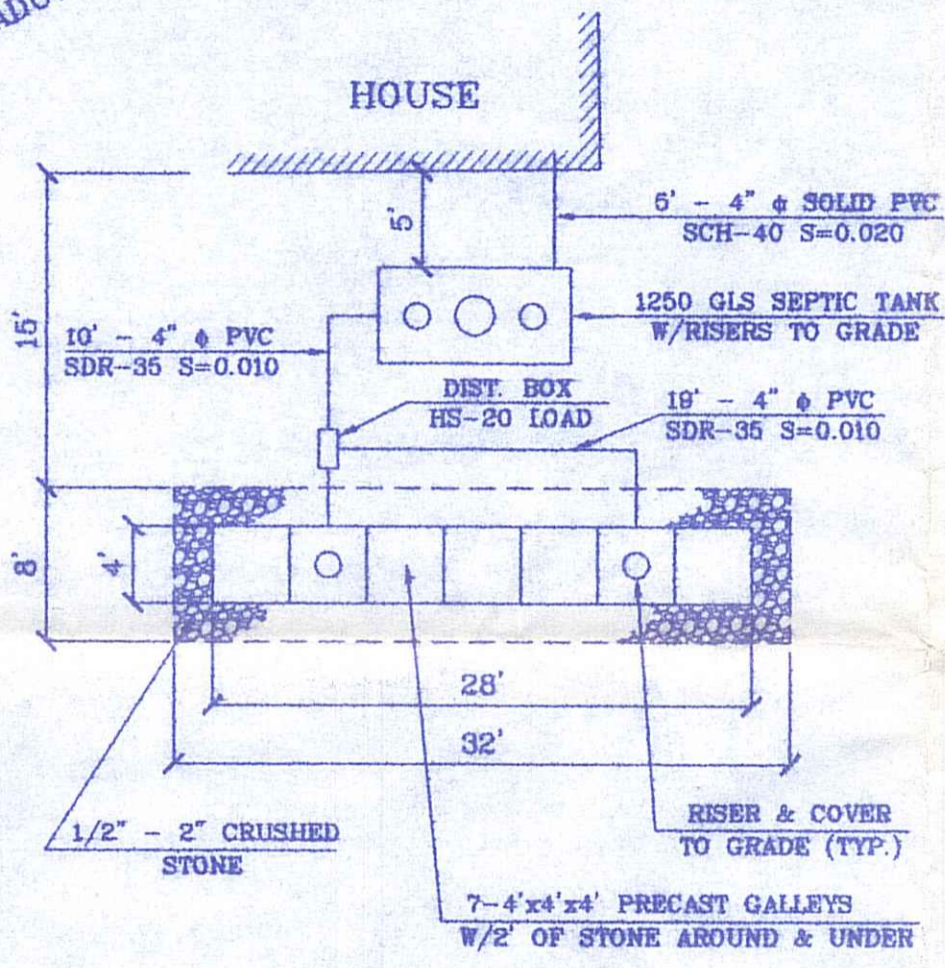 HOUSE
5'
6' - 4" ϕ SOLID PVC
SCH-40 S=0.020
1250 GLS SEPTIC TANK
W/RISERS TO GRADE
15'
10' - 4" ϕ PVC
SDR-35 S=0.010
DIST. BOX
HS-20 LOAD
19' - 4" ϕ PVC
SDR-35 S=0.010
8'
4'
28'
32'
1/2" - 2" CRUSHED
STONE
RISER & COVER
TO GRADE (TYP.)
7-4'x4'x4' PRECAST GALLEYS
W/2' OF STONE AROUND & UNDER